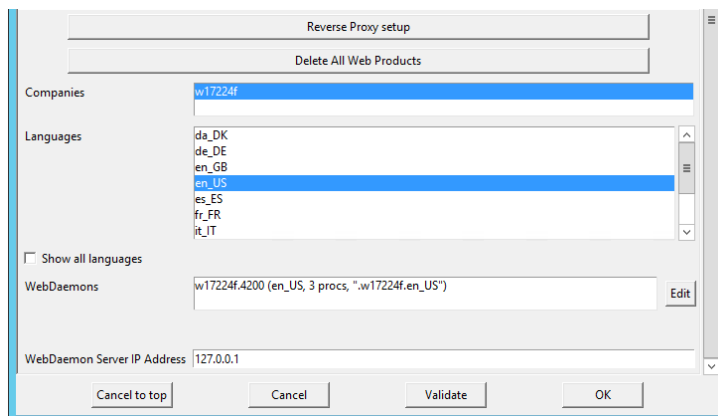 Reverse Proxy setup
Delete All Web Products
Companies
w17224f
Languages
da_DK
de_DE
en_GB
en_US
es_ES
fr_FR
it_IT
Show all languages
WebDaemons
w17224f.4200 (en_US, 3 procs, ".w17224f.en_US")
Edit
WebDaemon Server IP Address 127.0.0.1
Cancel to top Cancel Validate OK